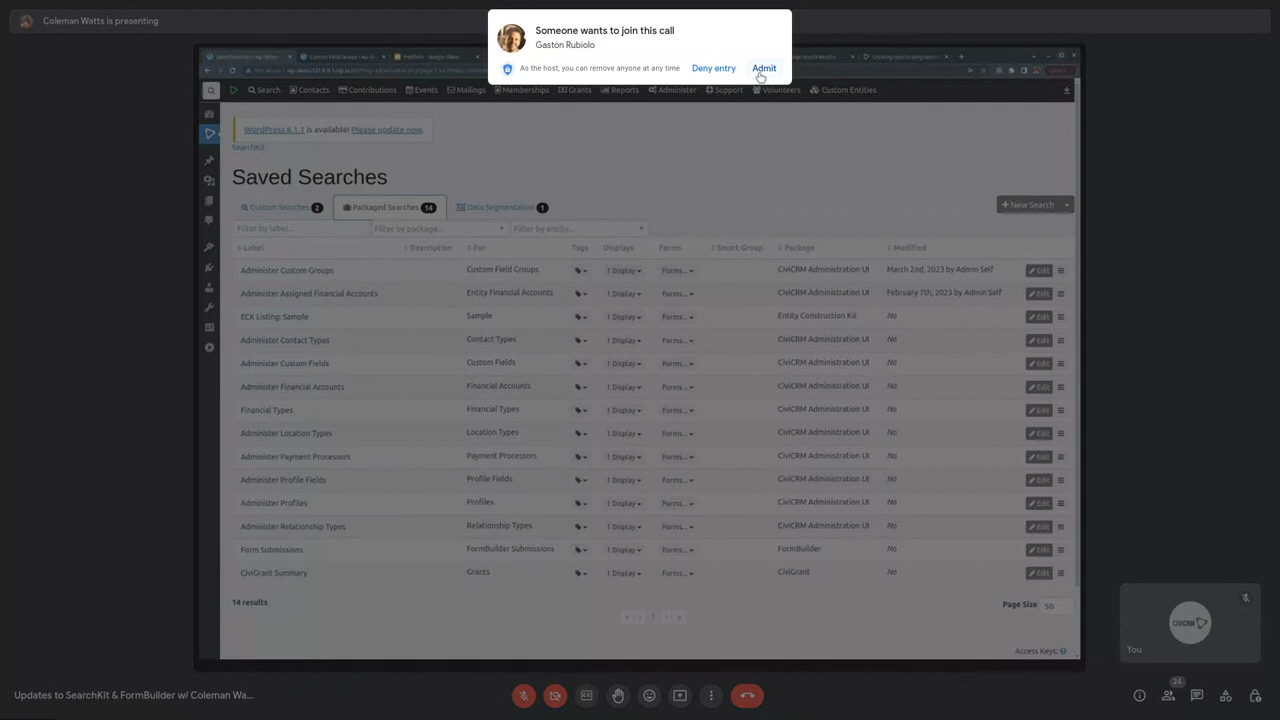 Coleman Watts is presenting
Someone wants to join this call
Gastón Rubiolo
As the host, you can remove anyone at any time
Deny entry
Admit
Search Contacts Contributions Events Mailings Memberships Grants Reports Administer Support Volunteers Custom Entities
WordPress 6.1.1 is available! Please update now.
SearchKit
Saved Searches
Custom Searches 2 Packaged Searches 14 Data Segmentation 1 New Search
Filter by label... Filter by package... Filter by entity...
Label Description For Tags Displays Forms Smart Group Package Modified
Administer Custom Groups Custom Field Groups 1 Display Forms... CiviCRM Administration UI March 2nd, 2023 by Admin Self Edit
Administer Assigned Financial Accounts Entity Financial Accounts 1 Display Forms... CiviCRM Administration UI February 7th, 2023 by Admin Self Edit
ECK Listing: Sample Sample 1 Display Forms... Entity Construction Kit No Edit
Administer Contact Types Contact Types 1 Display Forms... CiviCRM Administration UI No Edit
Administer Custom Fields Custom Fields 1 Display Forms... CiviCRM Administration UI No Edit
Administer Financial Accounts Financial Accounts 1 Display Forms... CiviCRM Administration UI No Edit
Financial Types Financial Types 1 Display Forms... CiviCRM Administration UI No Edit
Administer Location Types Location Types 1 Display Forms... CiviCRM Administration UI No Edit
Administer Payment Processors Payment Processors 1 Display Forms... CiviCRM Administration UI No Edit
Administer Profile Fields Profile Fields 1 Display Forms... CiviCRM Administration UI No Edit
Administer Profiles Profiles 1 Display Forms... CiviCRM Administration UI No Edit
Administer Relationship Types Relationship Types 1 Display Forms... CiviCRM Administration UI No Edit
Form Submissions FormBuilder Submissions 1 Display Forms... FormBuilder No Edit
CiviGrant Summary Grants 1 Display Forms... CiviGrant No Edit
14 results
Page Size 50
« ‹ 1 › »
Access Keys:
CIVICRM
You
Updates to SearchKit & FormBuilder w/ Coleman Wa...
24